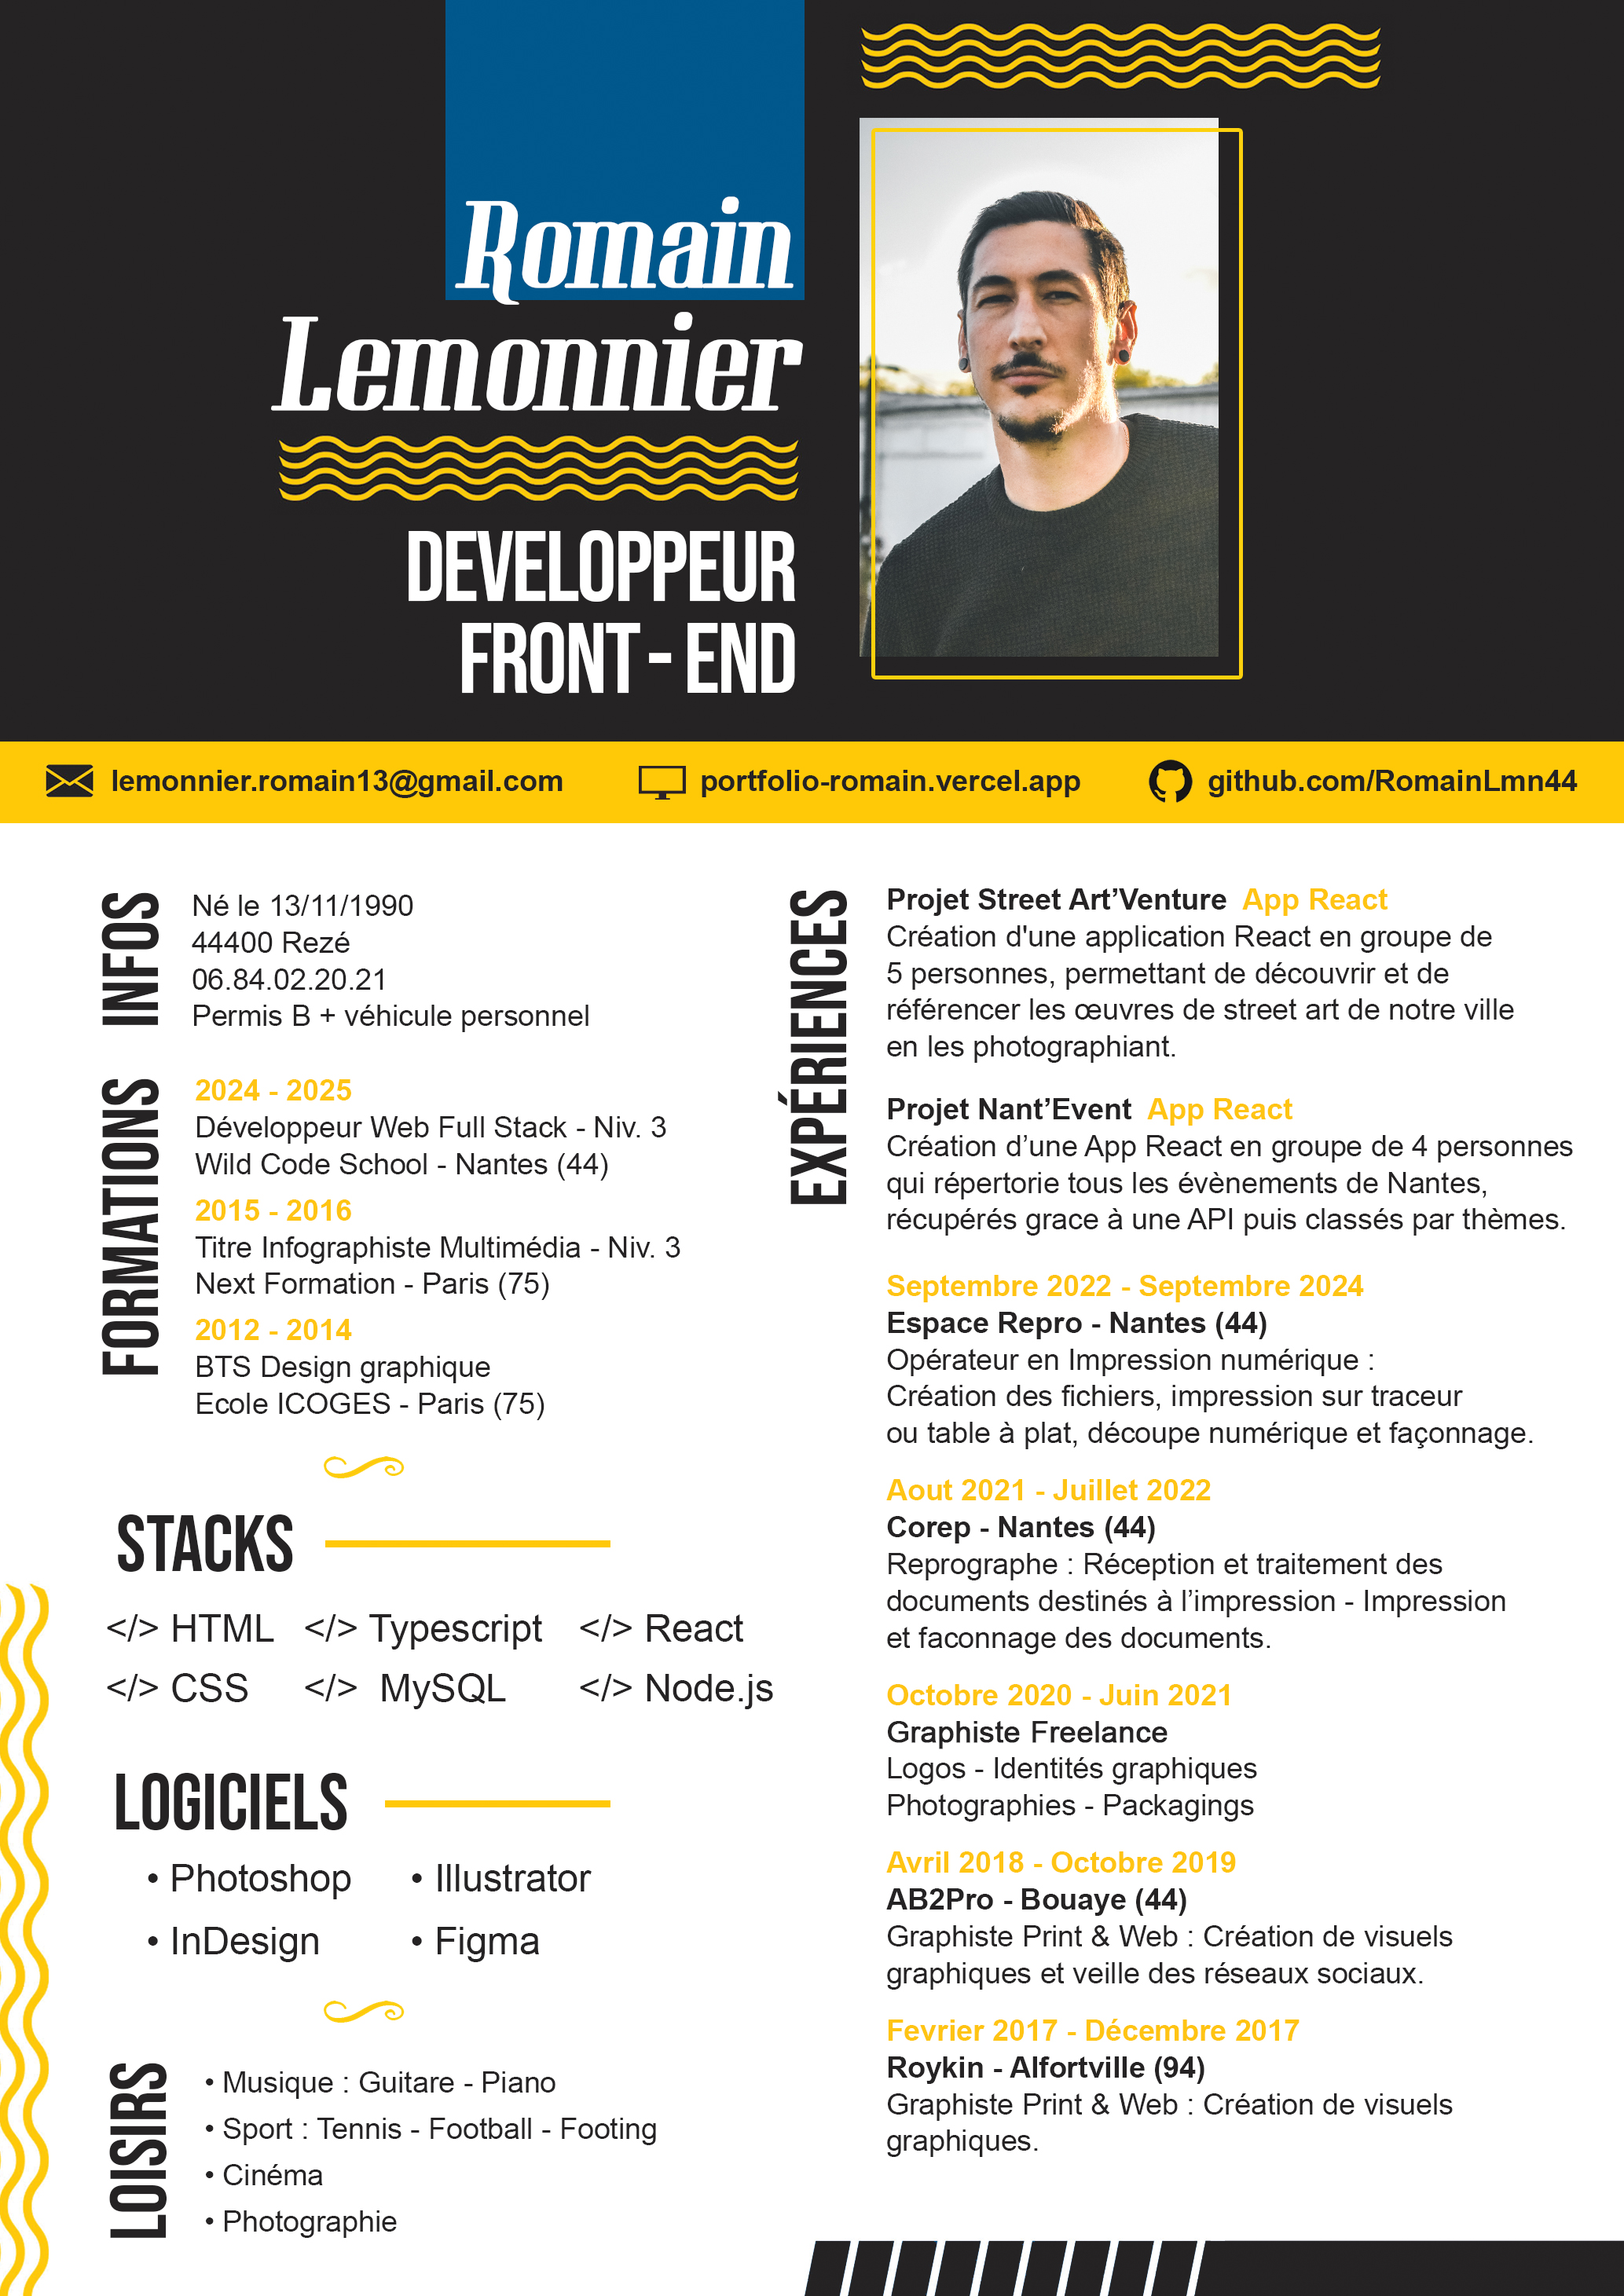 Romain
Lemonnier
DEVELOPPEUR
FRONT - END
lemonnier.romain13@gmail.com
portfolio-romain.vercel.app
github.com/RomainLmn44
INFOS
Né le 13/11/1990
44400 Rezé
06.84.02.20.21
Permis B + véhicule personnel
FORMATIONS
2024 - 2025
Développeur Web Full Stack - Niv. 3
Wild Code School - Nantes (44)
2015 - 2016
Titre Infographiste Multimédia - Niv. 3
Next Formation - Paris (75)
2012 - 2014
BTS Design graphique
Ecole ICOGES - Paris (75)
STACKS
</> HTML </> Typescript </> React
</> CSS </> MySQL </> Node.js
LOGICIELS
• Photoshop • Illustrator
• InDesign • Figma
LOISIRS
• Musique : Guitare - Piano
• Sport : Tennis - Football - Footing
• Cinéma
• Photographie
EXPÉRIENCES
Projet Street Art’Venture App React
Création d'une application React en groupe de
5 personnes, permettant de découvrir et de
référencer les œuvres de street art de notre ville
en les photographiant.
Projet Nant’Event App React
Création d’une App React en groupe de 4 personnes
qui répertorie tous les évènements de Nantes,
récupérés grace à une API puis classés par thèmes.
Septembre 2022 - Septembre 2024
Espace Repro - Nantes (44)
Opérateur en Impression numérique :
Création des fichiers, impression sur traceur
ou table à plat, découpe numérique et façonnage.
Aout 2021 - Juillet 2022
Corep - Nantes (44)
Reprographe : Réception et traitement des
documents destinés à l’impression - Impression
et faconnage des documents.
Octobre 2020 - Juin 2021
Graphiste Freelance
Logos - Identités graphiques
Photographies - Packagings
Avril 2018 - Octobre 2019
AB2Pro - Bouaye (44)
Graphiste Print & Web : Création de visuels
graphiques et veille des réseaux sociaux.
Fevrier 2017 - Décembre 2017
Roykin - Alfortville (94)
Graphiste Print & Web : Création de visuels
graphiques.